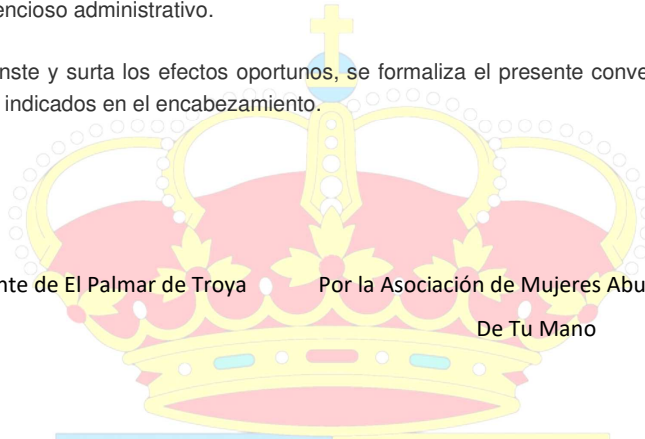 encioso administrativo.
nste y surta los efectos oportunos, se formaliza el presente conve
indicados en el encabezamiento.
nte de El Palmar de Troya Por la Asociación de Mujeres Abu
De Tu Mano